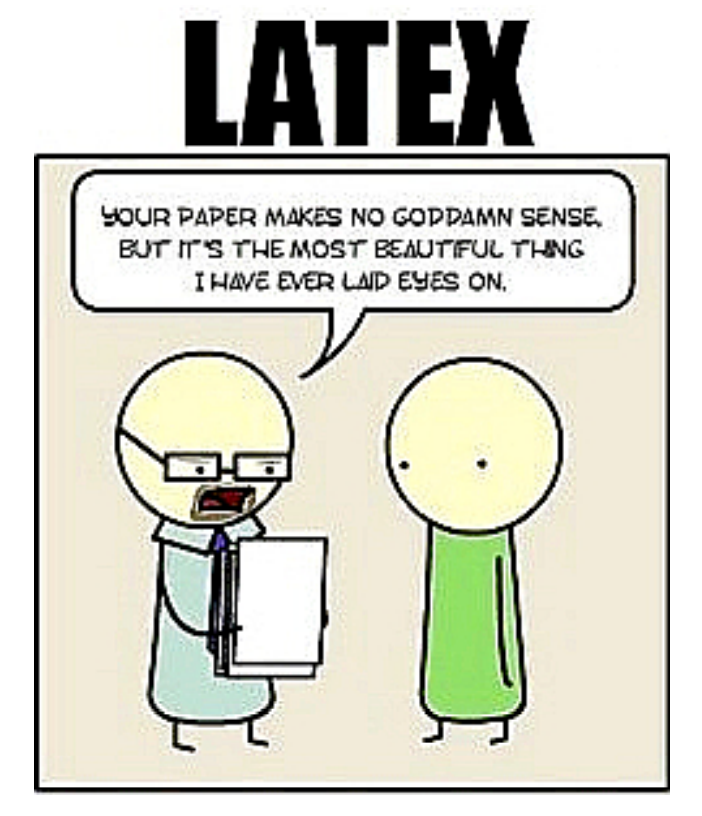 LATEX
YOUR PAPER MAKES NO GODDAMN SENSE,
BUT IT'S THE MOST BEAUTIFUL THING
I HAVE EVER LAID EYES ON.